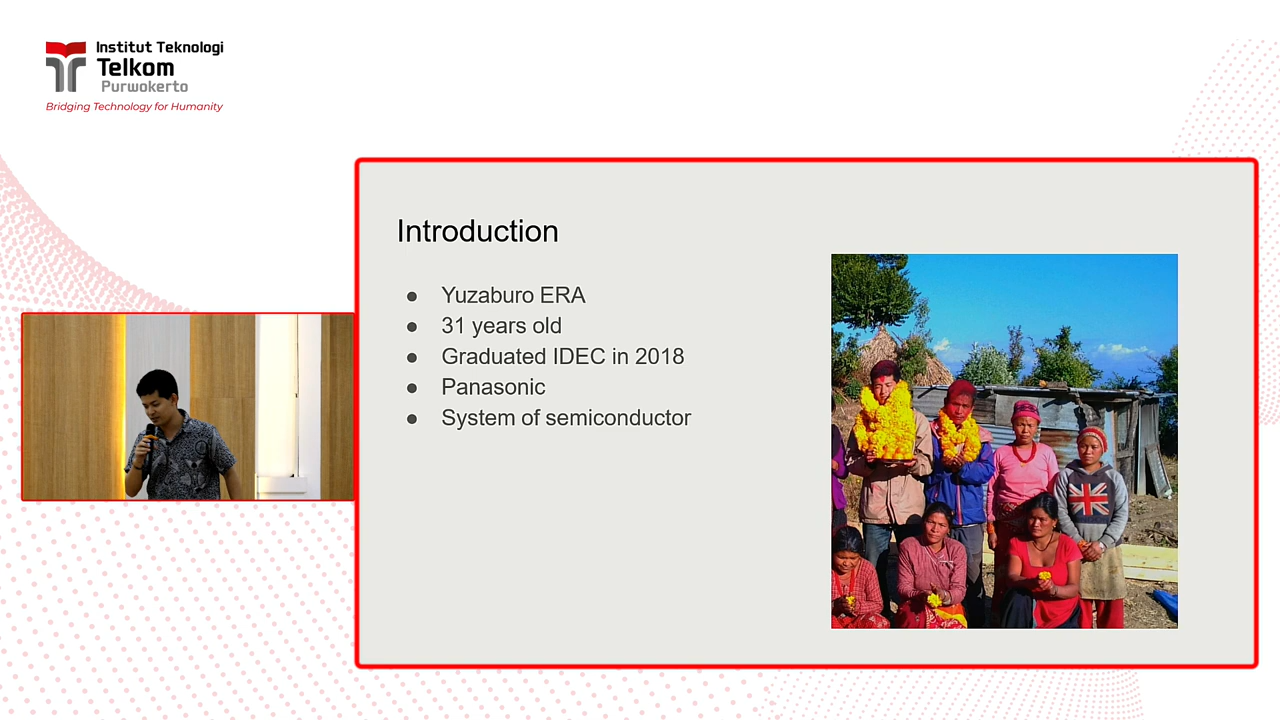 Institut Teknologi
Telkom
Purwokerto
Bridging Technology for Humanity
Introduction
● Yuzaburo ERA
● 31 years old
● Graduated IDEC in 2018
● Panasonic
● System of semiconductor